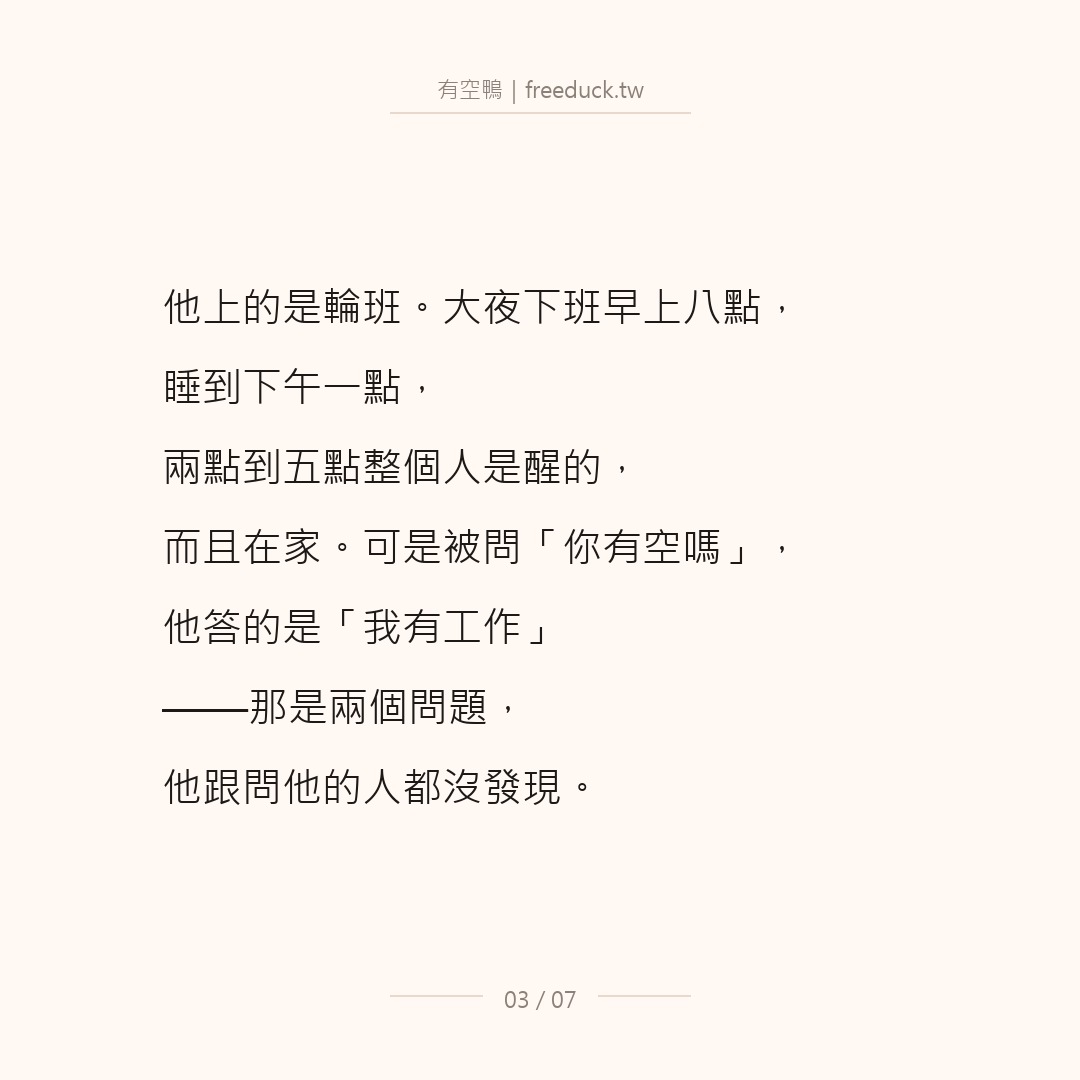 有空鴨｜freeduck.tw
他上的是輪班。大夜下班早上八點，
睡到下午一點，
兩點到五點整個人是醒的，
而且在家。可是被問「你有空嗎」，
他答的是「我有工作」
——那是兩個問題，
他跟問他的人都沒發現。
03 / 07